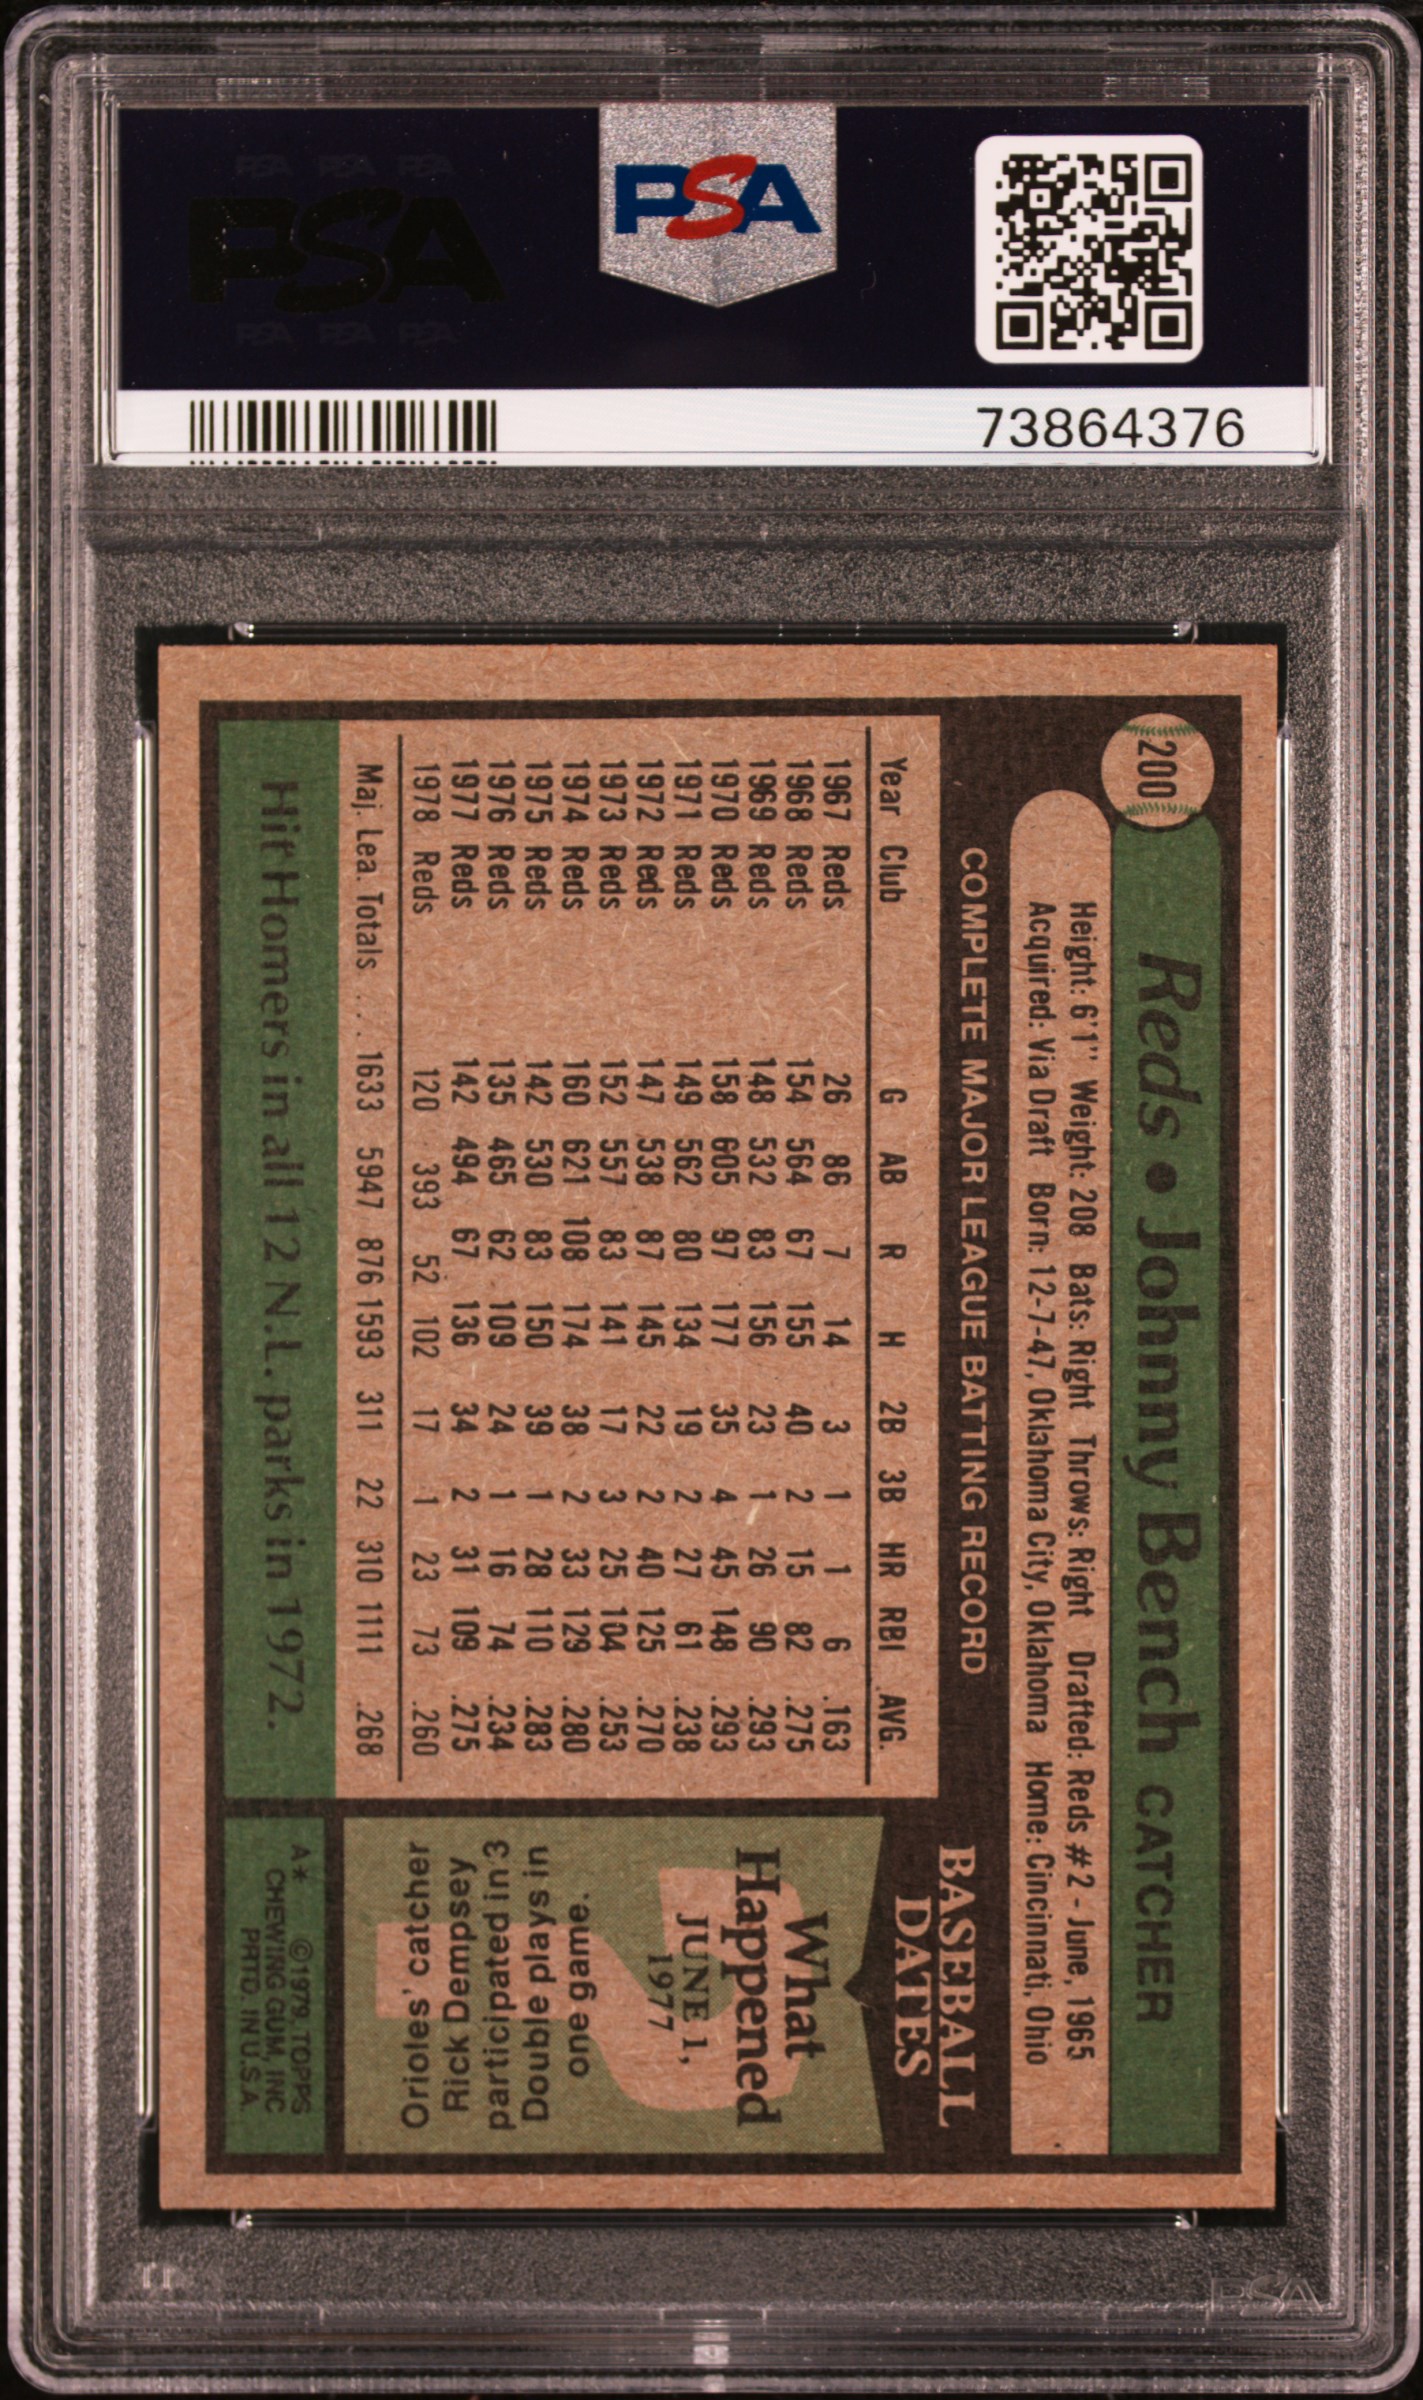 PSA PSA PSA
PSA
PSA PSA PSA
PSA
73864376
200
Reds • Johnny Bench CATCHER
Height: 6'1" Weight: 208 Bats: Right Throws: Right Drafted: Reds #2 - June, 1965
Acquired: Via Draft Born: 12-7-47, Oklahoma City, Oklahoma Home: Cincinnati, Ohio
COMPLETE MAJOR LEAGUE BATTING RECORD
Year Club G AB R H 2B 3B HR RBI AVG.
1967 Reds 26 86 7 14 3 1 1 6 .163
1968 Reds 154 564 67 155 40 2 15 82 .275
1969 Reds 148 532 83 156 23 1 26 90 .293
1970 Reds 158 605 97 177 35 4 45 148 .293
1971 Reds 149 562 80 134 19 2 27 61 .238
1972 Reds 147 538 87 145 22 2 40 125 .270
1973 Reds 152 557 83 141 17 3 25 104 .253
1974 Reds 160 621 108 174 38 2 33 129 .280
1975 Reds 142 530 83 150 39 1 28 110 .283
1976 Reds 135 465 62 109 24 1 16 74 .234
1977 Reds 142 494 67 136 34 2 31 109 .275
1978 Reds 120 393 52 102 17 1 23 73 .260
Maj. Lea. Totals . . . 1633 5947 876 1593 311 22 310 1111 .268
Hit Homers in all 12 N.L. parks in 1972.
BASEBALL
DATES
What
Happened
JUNE 1,
1977
?
Orioles' catcher
Rick Dempsey
participated in 3
Double plays in
one game.
A* ©1979, TOPPS
CHEWING GUM, INC
PRTD. IN U.S.A
PSA